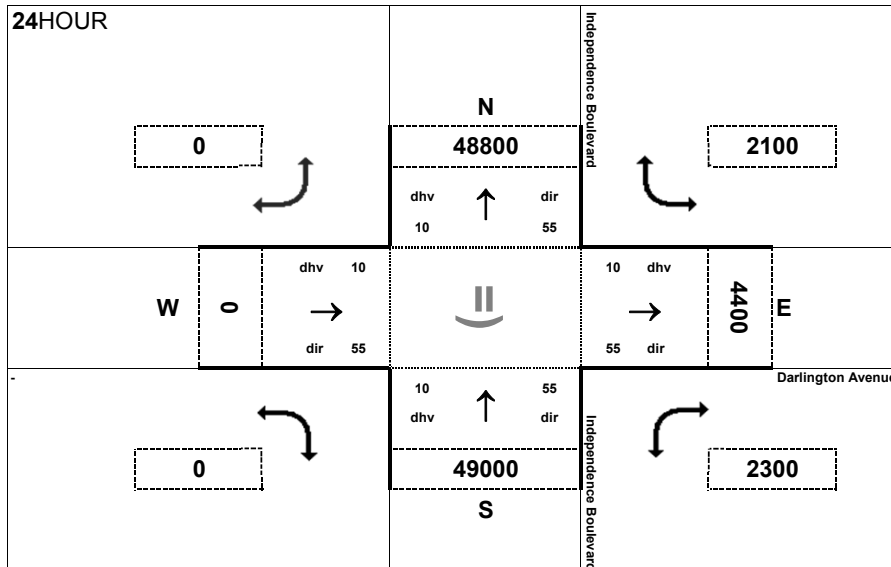 24HOUR
Independence Boulevard
N
0
48800
2100
dhv
dir
10
55
dhv 10
10 dhv
W
0
4400
E
dir 55
55 dir
-
Darlington Avenue
10
55
dhv
dir
Independence Boulevard
0
49000
2300
S